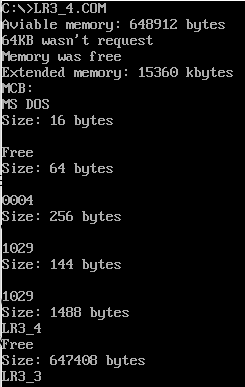 C:\>LR3_4.COM
Aviable memory: 648912 bytes
64KB wasn't request
Memory was free
Extended memory: 15360 kbytes
MCB:
MS DOS
Size: 16 bytes
Free
Size: 64 bytes
0004
Size: 256 bytes
1029
Size: 144 bytes
1029
Size: 1488 bytes
LR3_4
Free
Size: 647408 bytes
LR3_3